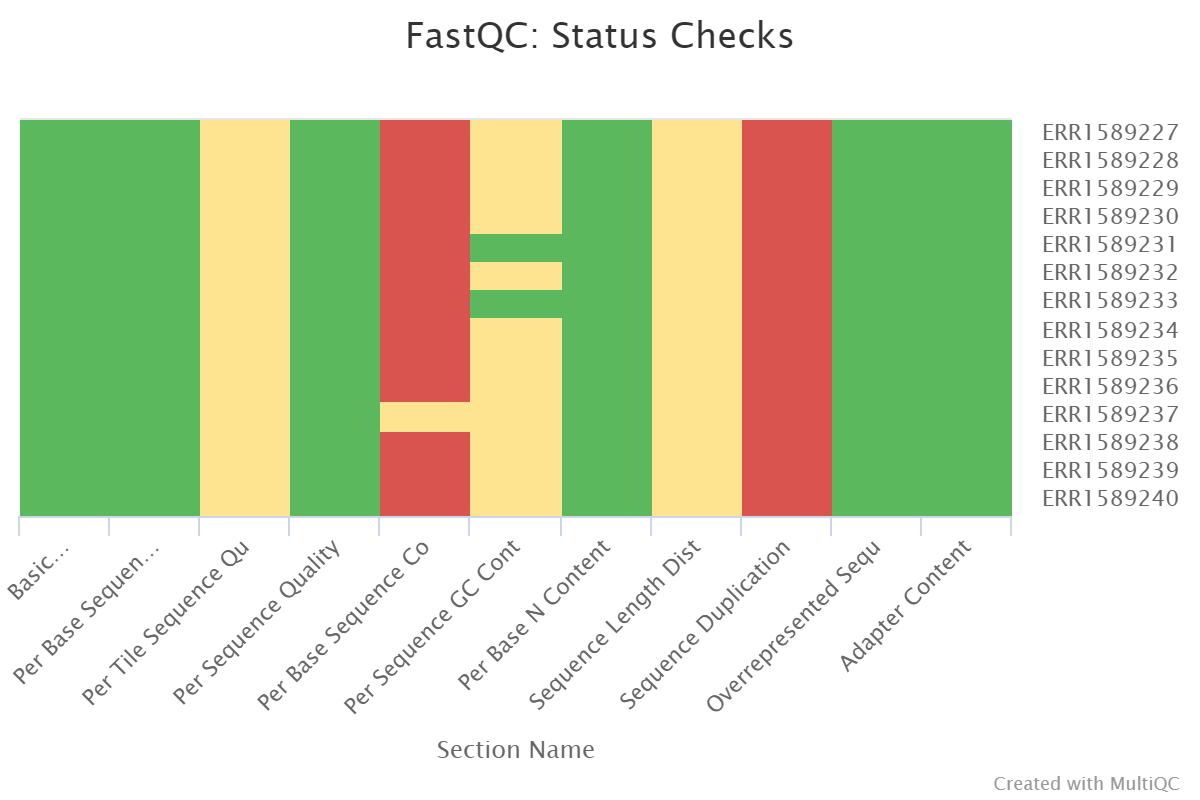 FastQC: Status Checks
ERR1589227
ERR1589228
ERR1589229
ERR1589230
ERR1589231
ERR1589232
ERR1589233
ERR1589234
ERR1589235
ERR1589236
ERR1589237
ERR1589238
ERR1589239
ERR1589240
Basic...
Per Base Sequen...
Per Tile Sequence Qu
Per Sequence Quality
Per Base Sequence Co
Per Sequence GC Cont
Per Base N Content
Sequence Length Dist
Sequence Duplication
Overrepresented Sequ
Adapter Content
Section Name
Created with MultiQC